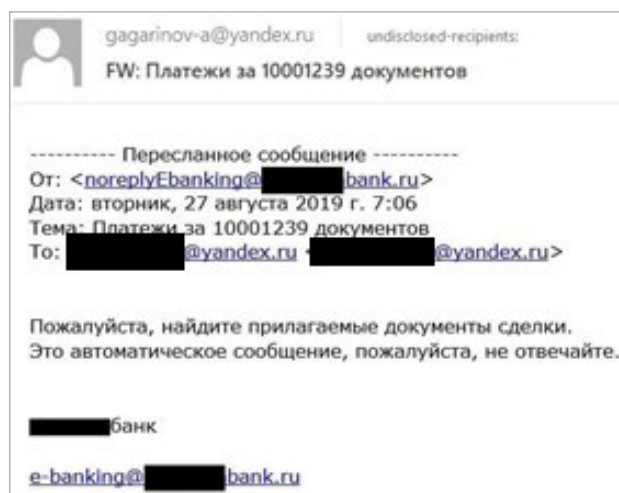 gagarinov-a@yandex.ru undisclosed-recipients:
FW: Платежи за 10001239 документов
---------- Пересланное сообщение ----------
От: <noreplyEbanking@ bank.ru>
Дата: вторник, 27 августа 2019 г. 7:06
Тема: Платежи за 10001239 документов
To: @yandex.ru < @yandex.ru>
Пожалуйста, найдите прилагаемые документы сделки.
Это автоматическое сообщение, пожалуйста, не отвечайте.
банк
e-banking@ bank.ru